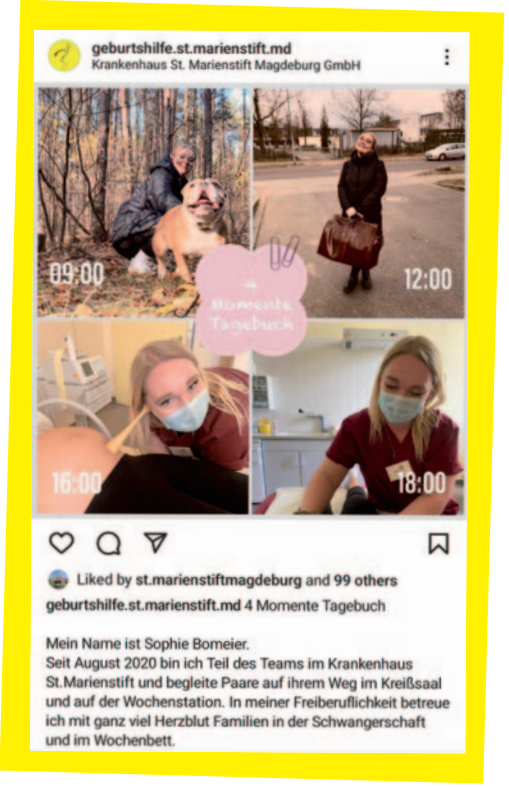 geburtshilfe.st.marienstift.md
Krankenhaus St. Marienstift Magdeburg GmbH
09:00
12:00
4
Momente
Tagebuch
16:00
18:00
Liked by st.marienstiftmagdeburg and 99 others
geburtshilfe.st.marienstift.md 4 Momente Tagebuch
Mein Name ist Sophie Bomeier.
Seit August 2020 bin ich Teil des Teams im Krankenhaus
St.Marienstift und begleite Paare auf ihrem Weg im Kreißsaal
und auf der Wochenstation. In meiner Freiberuflichkeit betreue
ich mit ganz viel Herzblut Familien in der Schwangerschaft
und im Wochenbett.